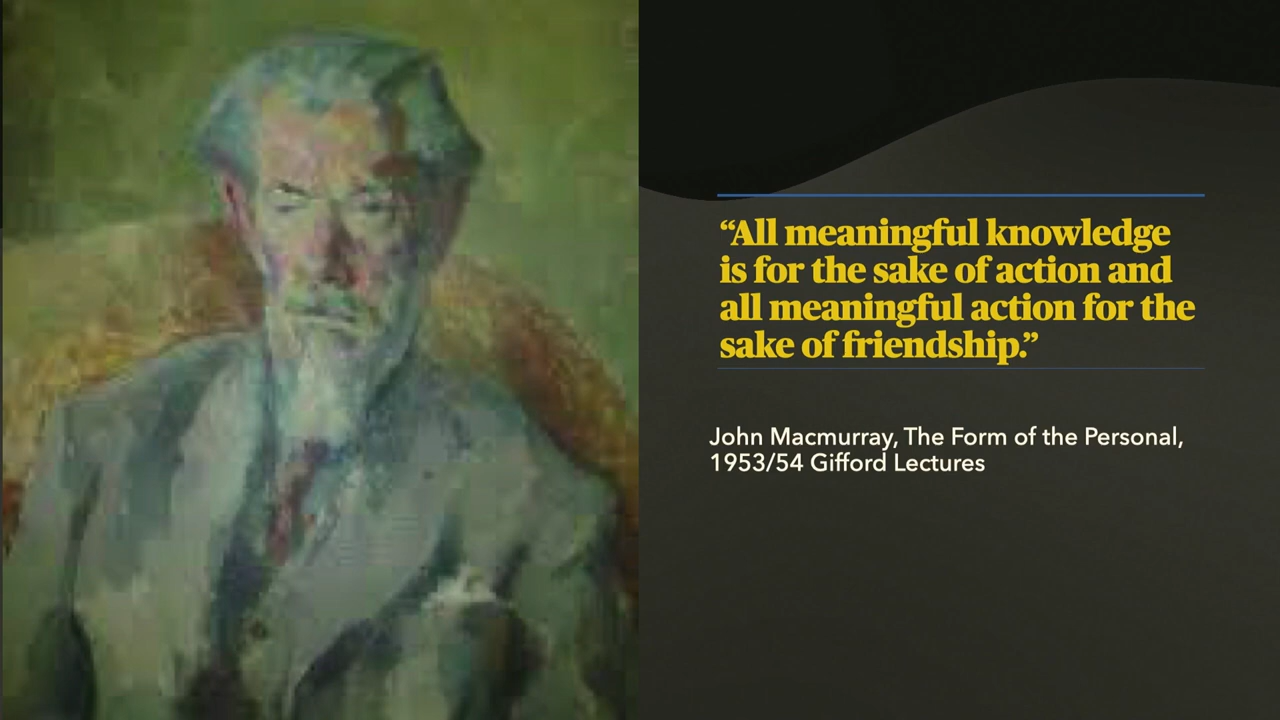 “All meaningful knowledge
is for the sake of action and
all meaningful action for the
sake of friendship.”
John Macmurray, The Form of the Personal,
1953/54 Gifford Lectures